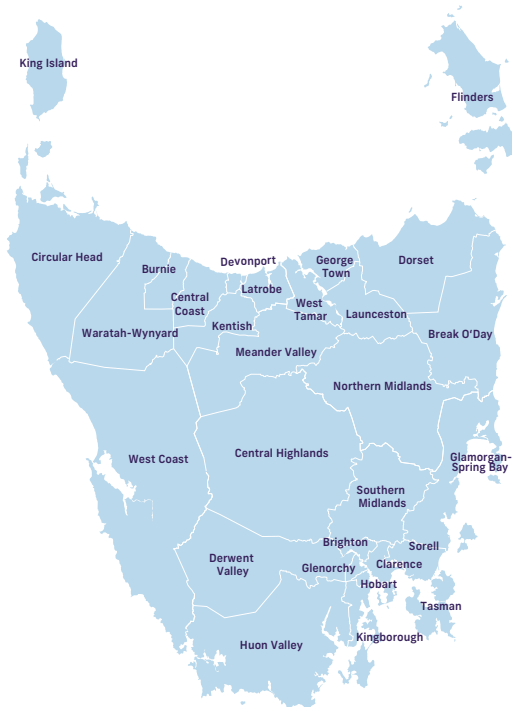 King Island
Flinders
Circular Head
Burnie
Devonport
George
Town
Dorset
Central
Coast
Latrobe
West
Tamar
Launceston
Waratah-Wynyard
Kentish
Break O'Day
Meander Valley
Northern Midlands
West Coast
Central Highlands
Glamorgan-
Spring Bay
Southern
Midlands
Brighton
Sorell
Derwent
Valley
Glenorchy
Clarence
Hobart
Tasman
Kingborough
Huon Valley